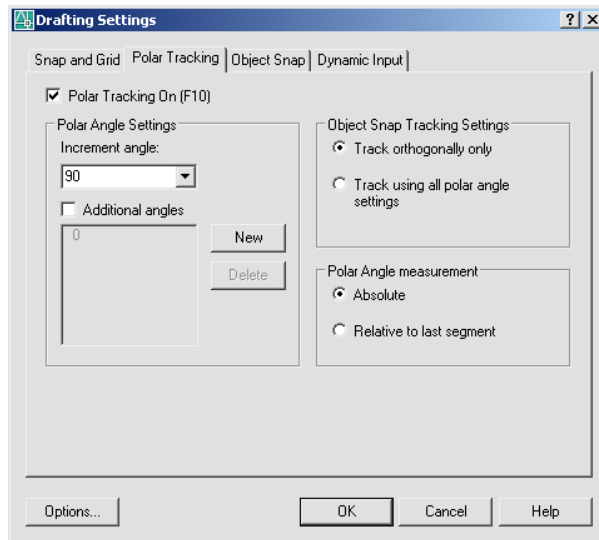 Drafting Settings
Snap and Grid Polar Tracking Object Snap Dynamic Input
Polar Tracking On (F10)
Polar Angle Settings
Increment angle:
90
Additional angles
0
New
Delete
Object Snap Tracking Settings
Track orthogonally only
Track using all polar angle
settings
Polar Angle measurement
Absolute
Relative to last segment
Options... OK Cancel Help